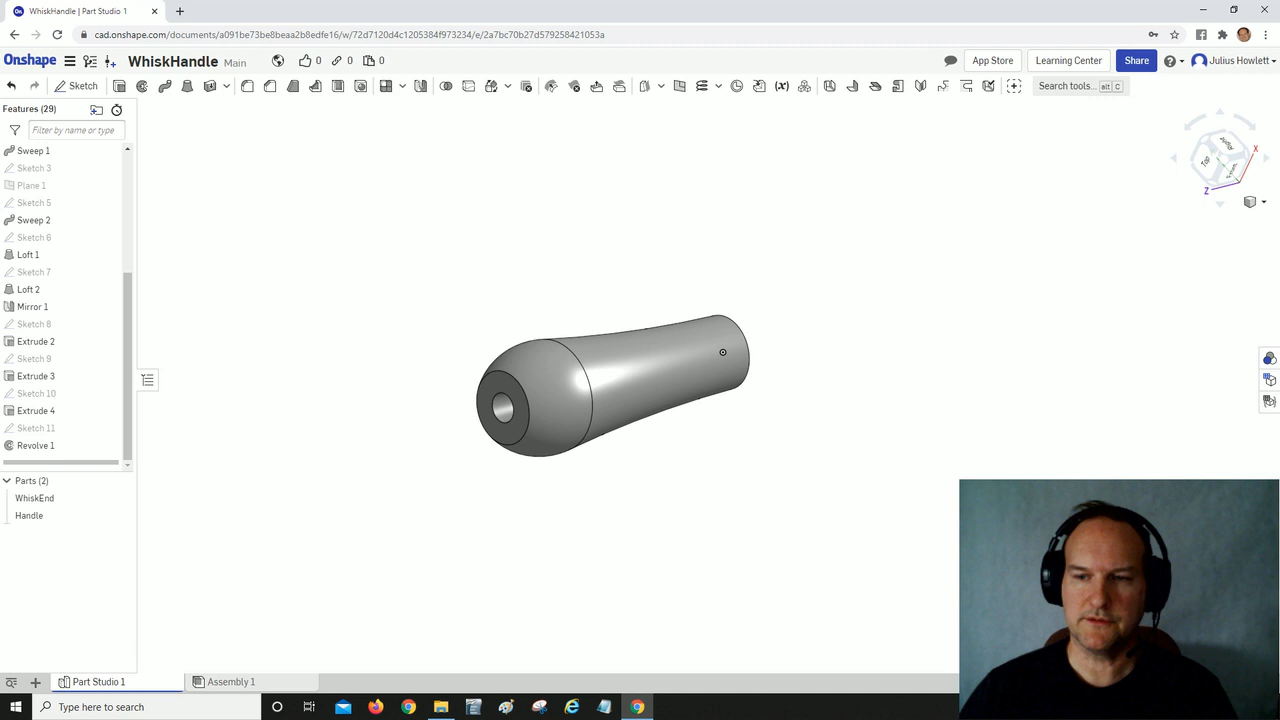 WhiskHandle | Part Studio 1
cad.onshape.com/documents/a091be73be8beaa2b8edfe16/w/72d7120d4c1205384f973234/e/2a7bc70b27d579258421053a
Onshape WhiskHandle Main 0 0 0 App Store Learning Center Share Julius Howlett
Sketch Search tools... alt C
Features (29)
Filter by name or type
Sweep 1
Sketch 3
Plane 1
Sketch 5
Sweep 2
Sketch 6
Loft 1
Sketch 7
Loft 2
Mirror 1
Sketch 8
Extrude 2
Sketch 9
Extrude 3
Sketch 10
Extrude 4
Sketch 11
Revolve 1
Parts (2)
WhiskEnd
Handle
Right
X
Top
Z
Part Studio 1 Assembly 1
Type here to search